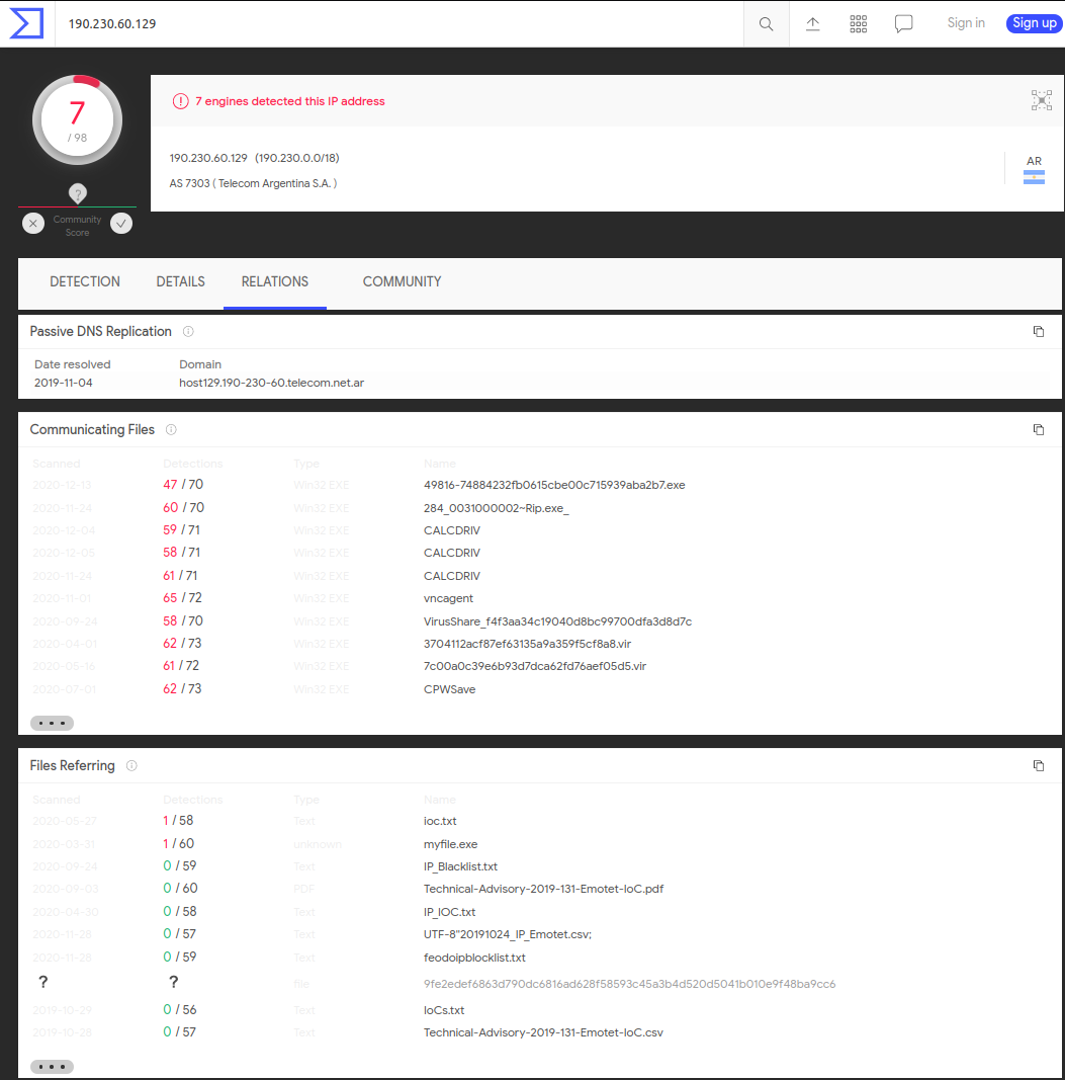 190.230.60.129
Sign in
Sign up
7
/ 98
7 engines detected this IP address
190.230.60.129 (190.230.0.0/18)
AS 7303 ( Telecom Argentina S.A. )
AR
?
Community
Score
DETECTION DETAILS RELATIONS COMMUNITY
Passive DNS Replication
Date resolved Domain
2019-11-04 host129.190-230-60.telecom.net.ar
Communicating Files
Scanned Detections Type Name
2020-12-13 47 / 70 Win32 EXE 49816-74884232fb0615cbe00c715939aba2b7.exe
2020-11-24 60 / 70 Win32 EXE 284_0031000002~Rip.exe_
2020-12-04 59 / 71 Win32 EXE CALCDRIV
2020-12-05 58 / 71 Win32 EXE CALCDRIV
2020-11-24 61 / 71 Win32 EXE CALCDRIV
2020-11-01 65 / 72 Win32 EXE vncagent
2020-09-24 58 / 70 Win32 EXE VirusShare_f4f3aa34c19040d8bc99700dfa3d8d7c
2020-04-01 62 / 73 Win32 EXE 3704112acf87ef63135a9a359f5cf8a8.vir
2020-05-16 61 / 72 Win32 EXE 7c00a0c39e6b93d7dca62fd76aef05d5.vir
2020-07-01 62 / 73 Win32 EXE CPWSave
Files Referring
Scanned Detections Type Name
2020-05-27 1 / 58 Text ioc.txt
2020-03-31 1 / 60 unknown myfile.exe
2020-09-24 0 / 59 Text IP_Blacklist.txt
2020-09-03 0 / 60 PDF Technical-Advisory-2019-131-Emotet-IoC.pdf
2020-04-30 0 / 58 Text IP_IOC.txt
2020-11-28 0 / 57 Text UTF-8''20191024_IP_Emotet.csv;
2020-11-28 0 / 59 Text feodoipblocklist.txt
? ? file 9fe2edef6863d790dc6816ad628f58593c45a3b4d520d5041b010e9f48ba9cc6
2019-10-29 0 / 56 Text IoCs.txt
2019-10-28 0 / 57 Text Technical-Advisory-2019-131-Emotet-IoC.csv